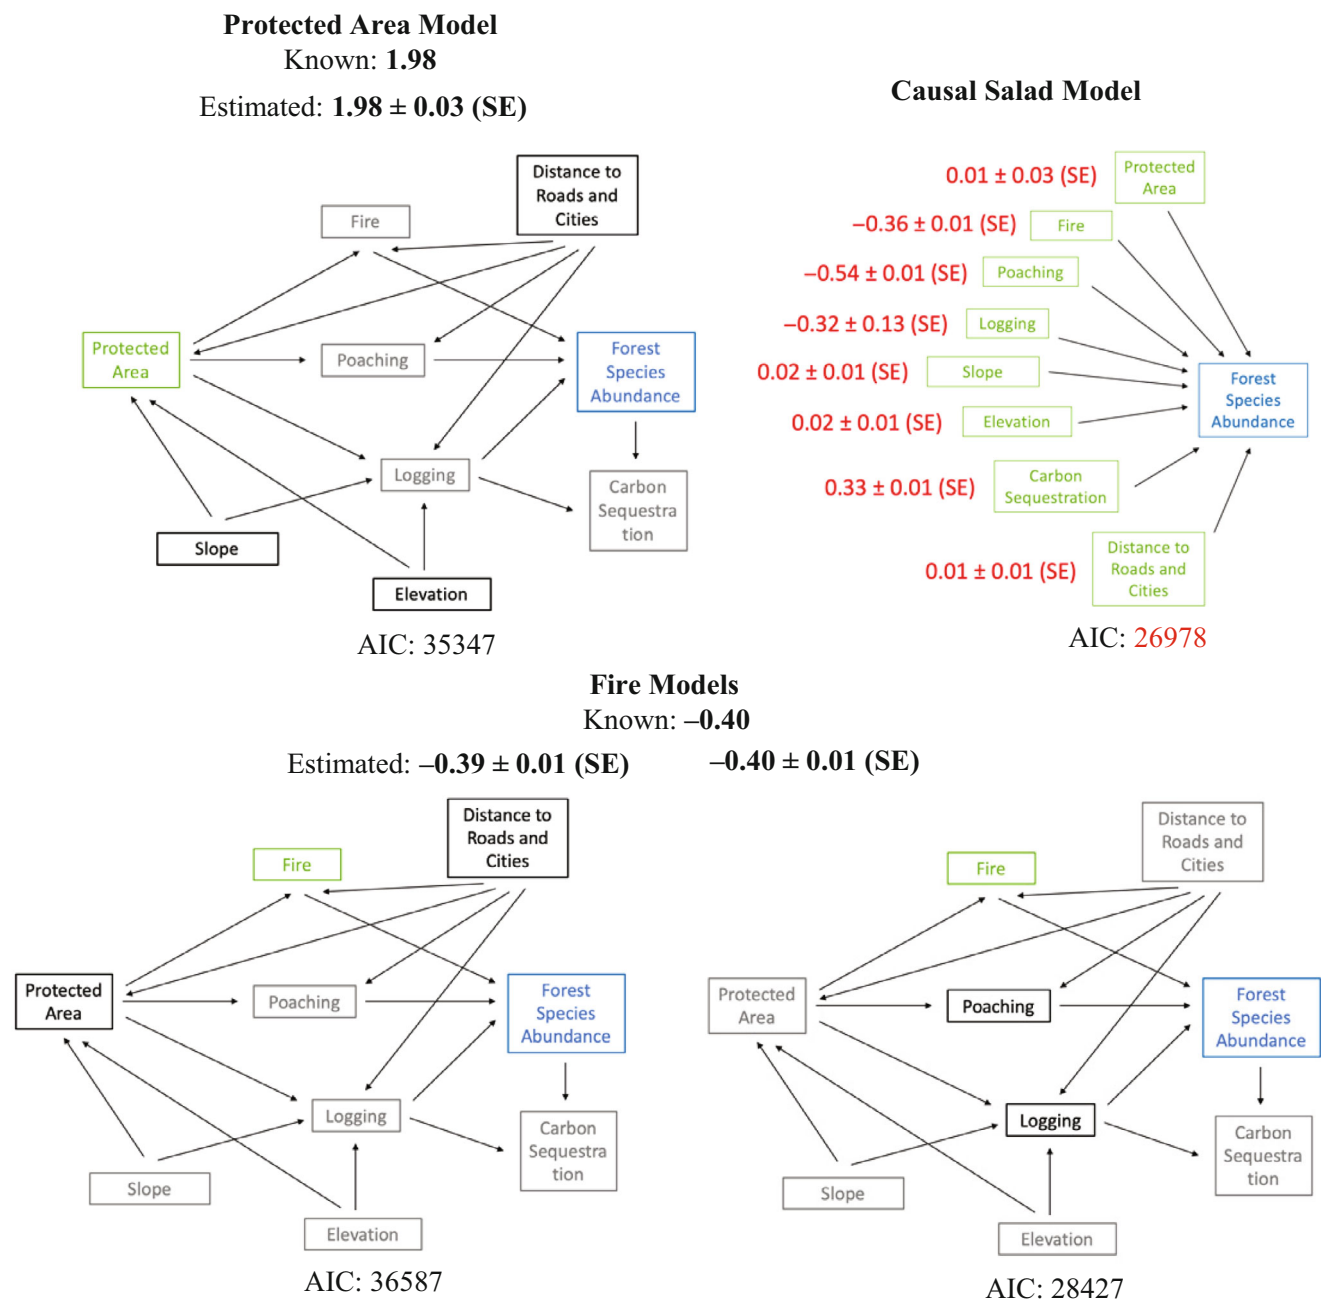 Protected Area Model
Known: 1.98
Estimated: 1.98 ± 0.03 (SE)
Distance to
Roads and
Cities
Fire
Protected
Area
Poaching
Forest
Species
Abundance
Logging
Carbon
Sequestra
tion
Slope
Elevation
AIC: 35347
Causal Salad Model
0.01 ± 0.03 (SE)
Protected
Area
–0.36 ± 0.01 (SE)
Fire
–0.54 ± 0.01 (SE)
Poaching
–0.32 ± 0.13 (SE)
Logging
0.02 ± 0.01 (SE)
Slope
0.02 ± 0.01 (SE)
Elevation
Forest
Species
Abundance
0.33 ± 0.01 (SE)
Carbon
Sequestration
0.01 ± 0.01 (SE)
Distance to
Roads and
Cities
AIC: 26978
Fire Models
Known: –0.40
Estimated: –0.39 ± 0.01 (SE)
–0.40 ± 0.01 (SE)
Distance to
Roads and
Cities
Fire
Protected
Area
Poaching
Forest
Species
Abundance
Logging
Carbon
Sequestra
tion
Slope
Elevation
AIC: 36587
Distance to
Roads and
Cities
Fire
Protected
Area
Poaching
Forest
Species
Abundance
Logging
Carbon
Sequestra
tion
Slope
Elevation
AIC: 28427